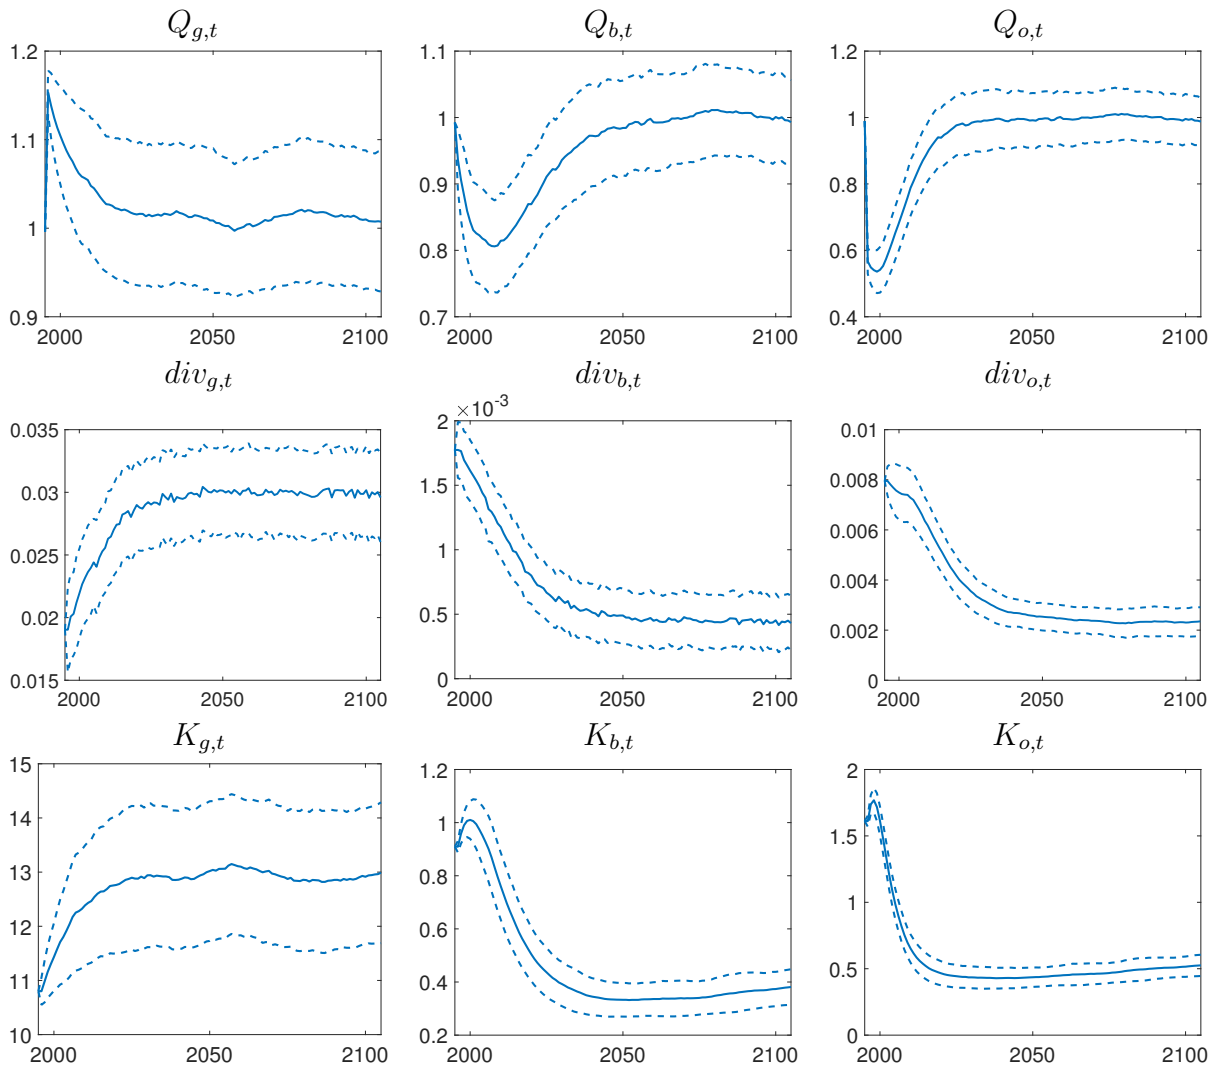 Q_{g,t} Q_{b,t} Q_{o,t}
1.2 1.1 1.2
1.1 1 1
0.9 0.8
1 0.8 0.6
0.9 0.7 0.4
2000 2050 2100 2000 2050 2100 2000 2050 2100
div_{g,t} div_{b,t} div_{o,t}
×10^{-3}
0.035 2 0.01
0.03 1.5 0.008
0.025 1 0.006
0.004
0.02 0.5 0.002
0.015 0 0
2000 2050 2100 2000 2050 2100 2000 2050 2100
K_{g,t} K_{b,t} K_{o,t}
15 1.2 2
14 1 1.5
13 0.8 1
12 0.6
11 0.4 0.5
10 0.2 0
2000 2050 2100 2000 2050 2100 2000 2050 2100